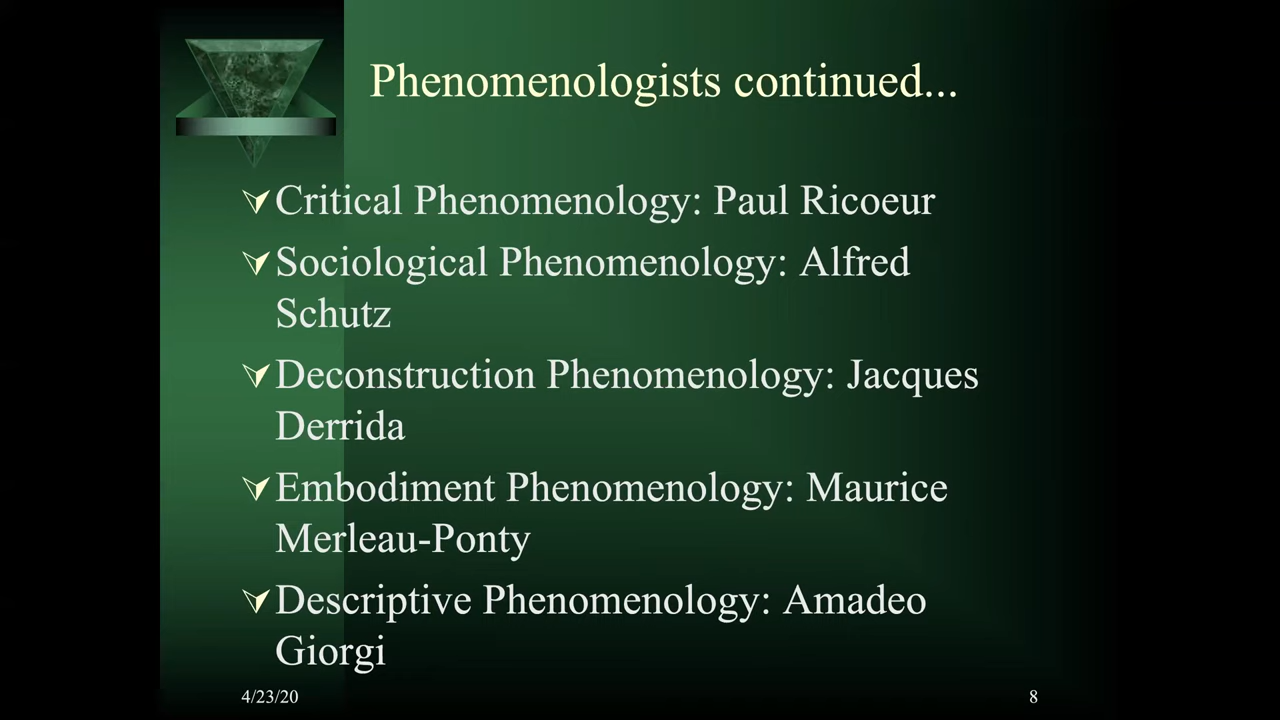 Phenomenologists continued...
Critical Phenomenology: Paul Ricoeur
Sociological Phenomenology: Alfred
Schutz
Deconstruction Phenomenology: Jacques
Derrida
Embodiment Phenomenology: Maurice
Merleau-Ponty
Descriptive Phenomenology: Amadeo
Giorgi
4/23/20
8